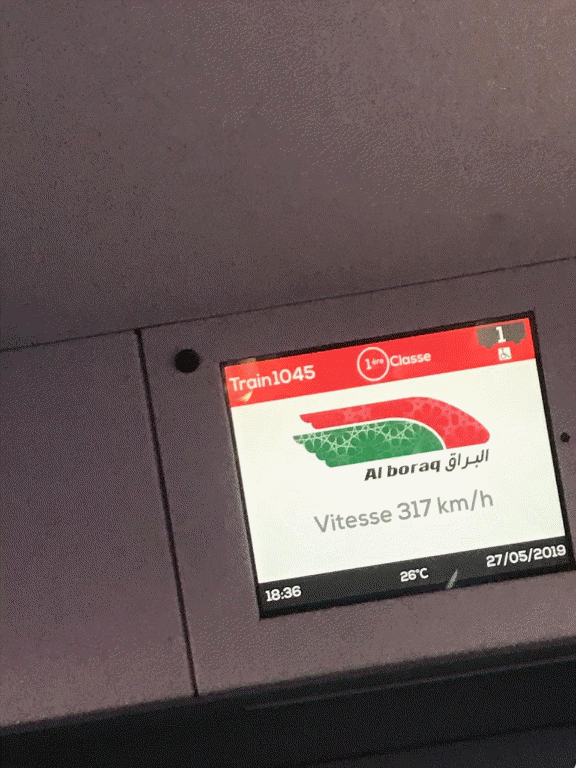 Train1045 1ère Classe 1
Al boraq البراق
Vitesse 317 km/h
18:36 26°C 27/05/2019